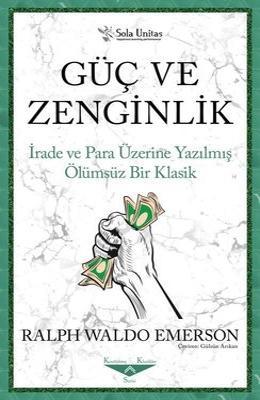 Sola Unitas
GÜÇ VE
ZENGİNLİK
İrade ve Para Üzerine Yazılmış
Ölümsüz Bir Klasik
RALPH WALDO EMERSON
Çeviren: Gülsün Arıkan